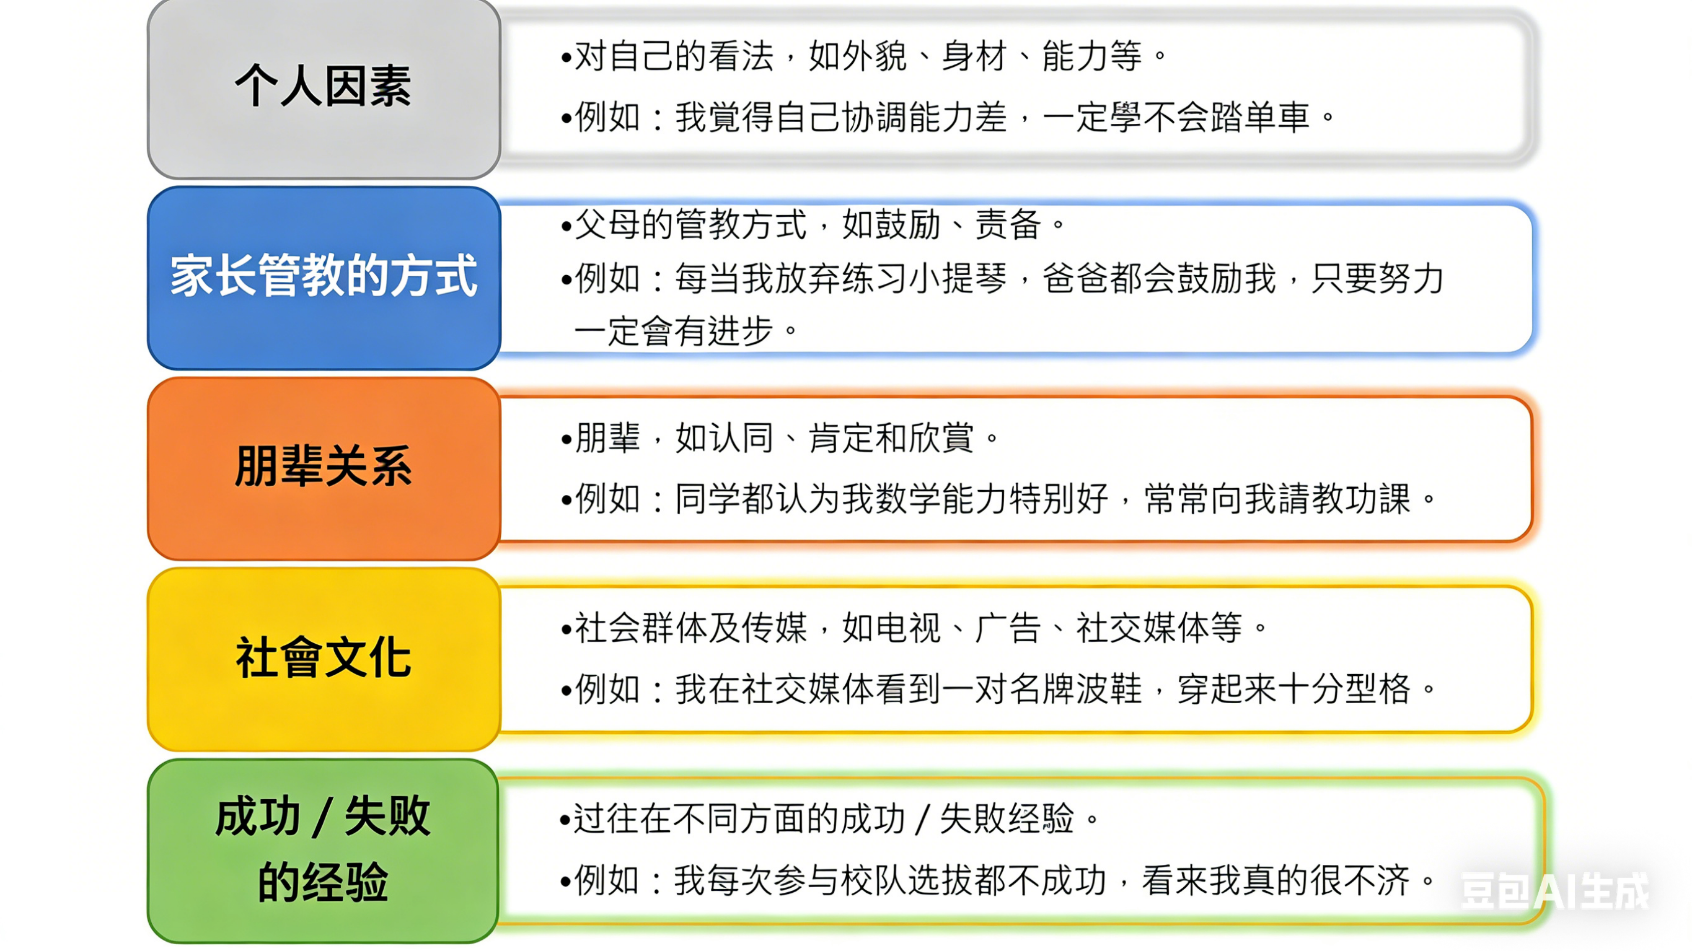 个人因素
•对自己的看法，如外貌、身材、能力等。
•例如：我覺得自己协调能力差，一定學不会踏单車。
家长管教的方式
•父母的管教方式，如鼓励、责备。
•例如：每当我放弃练习小提琴，爸爸都会鼓励我，只要努力
一定會有进步。
朋辈关系
•朋辈，如认同、肯定和欣賞。
•例如：同学都认为我数学能力特别好，常常向我請教功課。
社會文化
•社会群体及传媒，如电视、广告、社交媒体等。
•例如：我在社交媒体看到一对名牌波鞋，穿起来十分型格。
成功 / 失败
的经验
•过往在不同方面的成功 / 失敗经驗。
•例如：我每次参与校队选拔都不成功，看来我真的很不济。
豆包AI生成